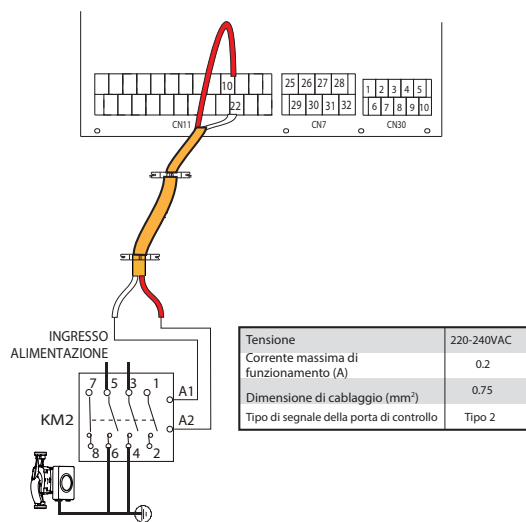 10
25 26 27 28
1 2 3 4 5
22
29 30 31 32
6 7 8 9 10
CN11
CN7
CN30
INGRESSO
ALIMENTAZIONE
7 5 3 1
A1
KM2
A2
8 6 4 2
Tensione 220-240VAC
Corrente massima di
funzionamento (A) 0.2
Dimensione di cablaggio (mm²) 0.75
Tipo di segnale della porta di controllo Tipo 2